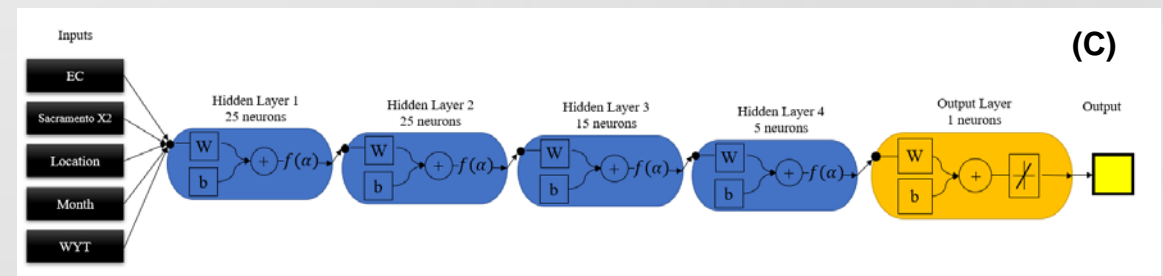 (C)
Inputs
EC
Sacramento X2
Location
Month
WYT
Hidden Layer 1
25 neurons
W
b
+
f(α)
Hidden Layer 2
25 neurons
W
b
+
f(α)
Hidden Layer 3
15 neurons
W
b
+
f(α)
Hidden Layer 4
5 neurons
W
b
+
f(α)
Output Layer
1 neurons
W
b
+
Output